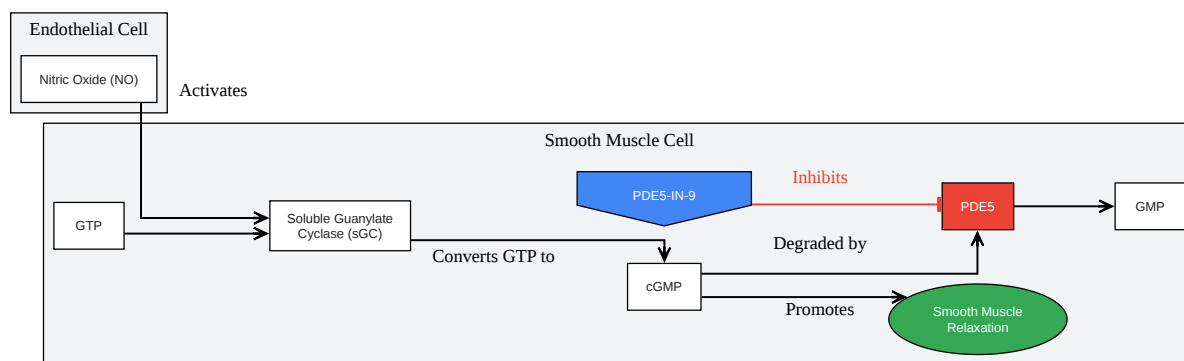 Endothelial Cell
Nitric Oxide (NO)
Activates
Smooth Muscle Cell
PDE5-IN-9
Inhibits
PDE5
GMP
GTP
Soluble Guanylate
Cyclase (sGC)
Converts GTP to
Degraded by
cGMP
Promotes
Smooth Muscle
Relaxation